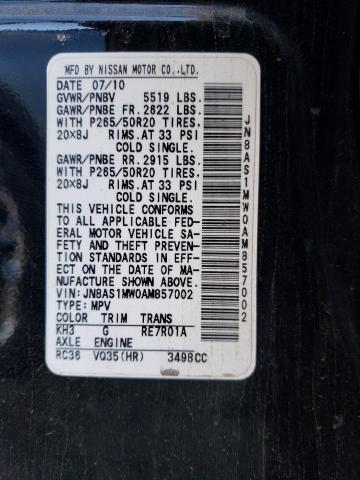 MFD BY NISSAN MOTOR CO.,LTD.
DATE 07/10
GVWR/PNBV 5519 LBS.
GAWR/PNBE FR.2822 LBS.
WITH P265/50R20 TIRES,
20X8J RIMS.AT 33 PSI
COLD SINGLE.
GAWR/PNBE RR.2915 LBS.
WITH P265/50R20 TIRES,
20X8J RIMS.AT 33 PSI
COLD SINGLE.
THIS VEHICLE CONFORMS
TO ALL APPLICABLE FED-
ERAL MOTOR VEHICLE SA-
FETY AND THEFT PREVEN-
TION STANDARDS IN EFF-
ECT ON THE DATE OF MA-
NUFACTURE SHOWN ABOVE.
VIN:JN8AS1MW0AM857002
TYPE:MPV
COLOR TRIM TRANS
KH3 G RE7R01A
AXLE ENGINE
RC38 VQ35(HR) 3498CC
JN8AS1MW0AM857002